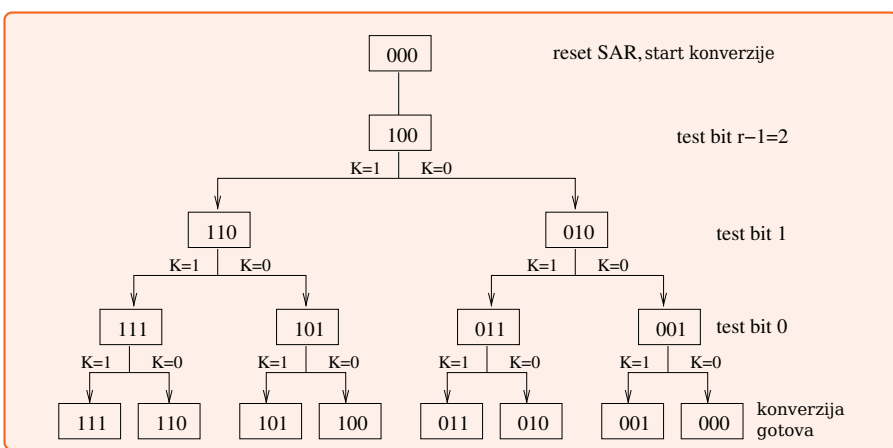 000 reset SAR, start konverzije
100 test bit r−1=2
K=1 K=0
110 010 test bit 1
K=1 K=0 K=1 K=0
111 101 011 001 test bit 0
K=1 K=0 K=1 K=0 K=1 K=0 K=1 K=0
111 110 101 100 011 010 001 000 konverzija
gotova